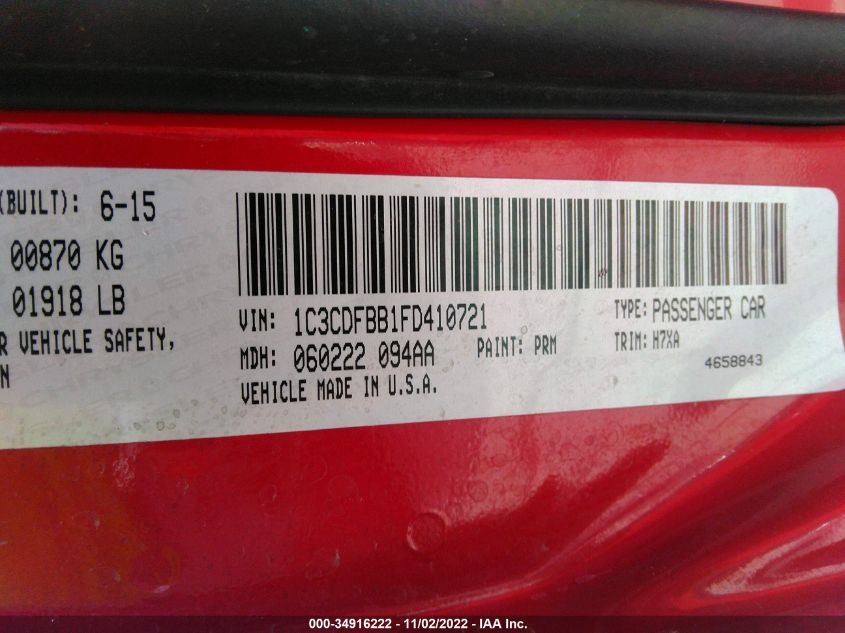 (BUILT): 6-15
00870 KG
01918 LB
R VEHICLE SAFETY,
N
VIN: 1C3CDFBB1FD410721
TYPE: PASSENGER CAR
MDH: 060222 094AA
PAINT: PRM
TRIM: H7XA
VEHICLE MADE IN U.S.A.
4658843
000-34916222 - 11/02/2022 - IAA Inc.